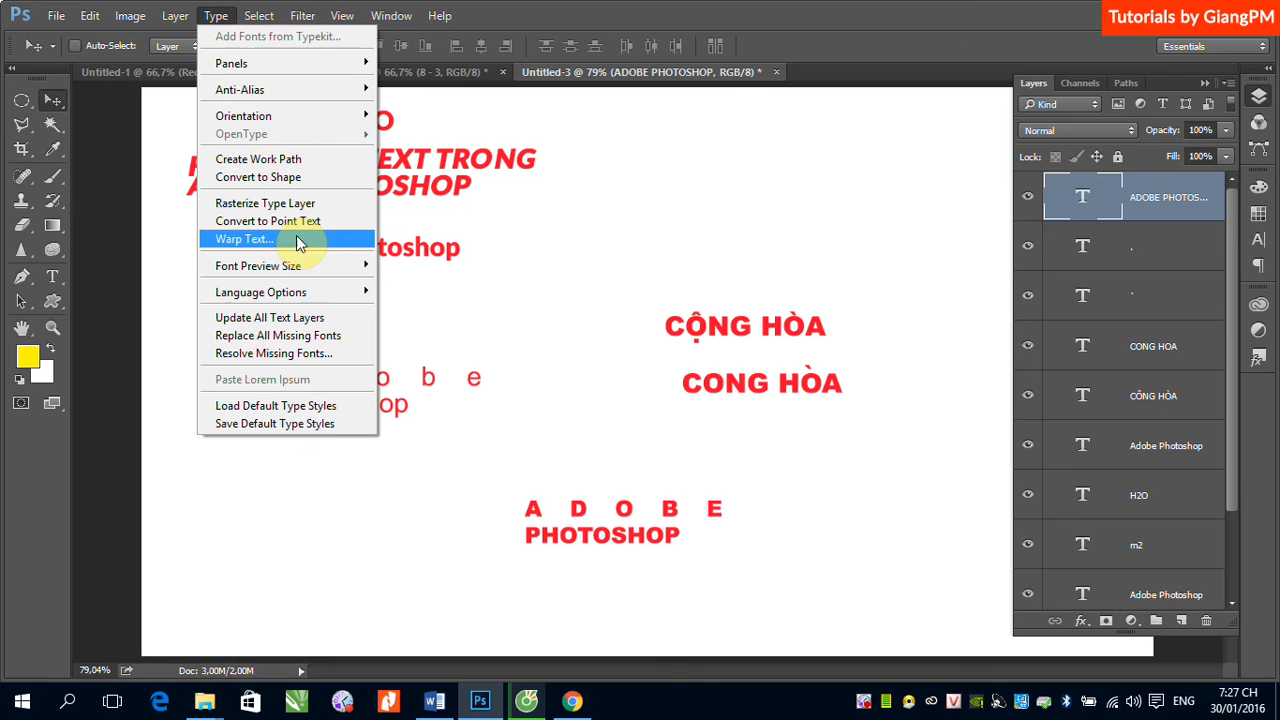 Ps File Edit Image Layer Type Select Filter View Window Help
Tutorials by GiangPM
Auto-Select: Layer
Essentials
Untitled-1 @ 66,7% (Rec
66,7% (8 - 3, RGB/8) * ×
Untitled-3 @ 79% (ADOBE PHOTOSHOP, RGB/8) * ×
Add Fonts from Typekit...
Panels
Anti-Alias
Orientation
OpenType
Create Work Path
Convert to Shape
Rasterize Type Layer
Convert to Point Text
Warp Text...
Font Preview Size
Language Options
Update All Text Layers
Replace All Missing Fonts
Resolve Missing Fonts...
Paste Lorem Ipsum
Load Default Type Styles
Save Default Type Styles
O
EXT TRONG
OSHOP
toshop
CỘNG HÒA
CONG HÒA
o b e
op
A D O B E
PHOTOSHOP
Layers Channels Paths
Kind
Normal Opacity: 100%
Lock: Fill: 100%
ADOBE PHOTOS...
.
CONG HOA
CÔNG HÒA
Adobe Photoshop
H2O
m2
Adobe Photoshop
79,04% Doc: 3,00M/2,00M
ENG
7:27 CH
30/01/2016